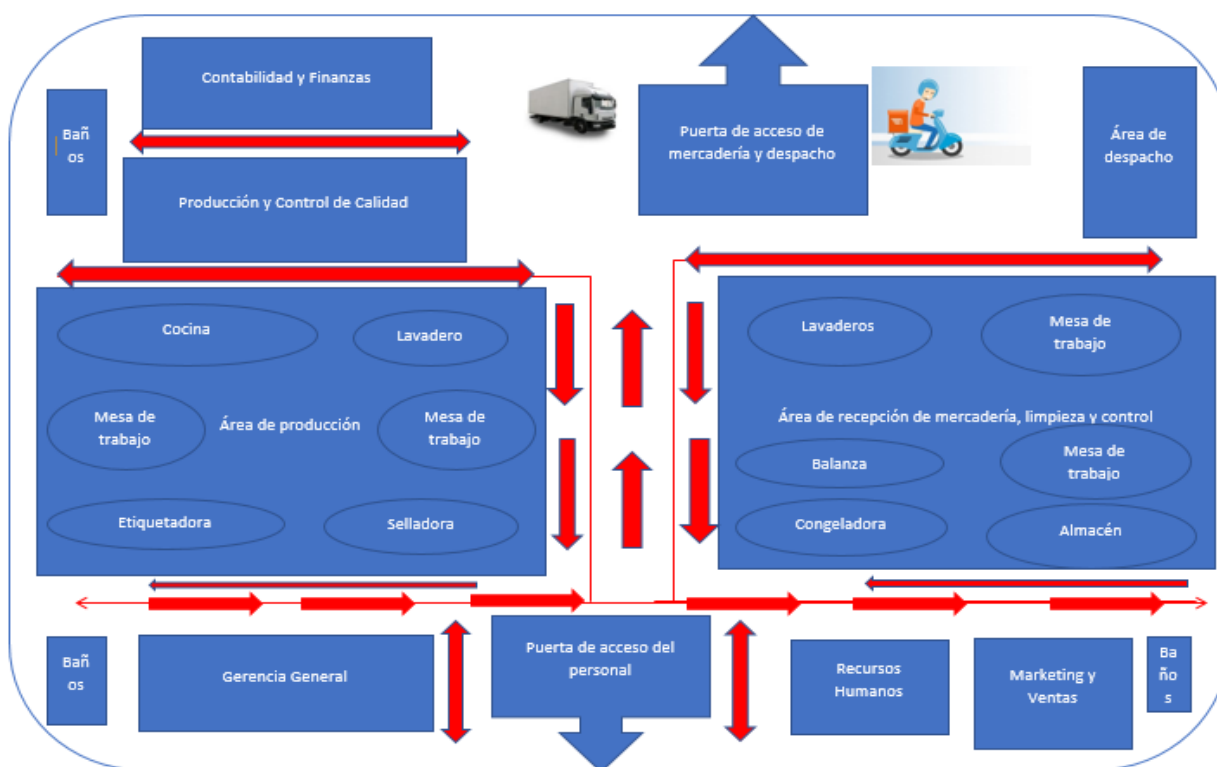 Contabilidad y Finanzas
Bañ
os
Puerta de acceso de
mercadería y despacho
Área de
despacho
Producción y Control de Calidad
Cocina
Lavadero
Mesa de
trabajo
Área de producción
Mesa de
trabajo
Etiquetadora
Selladora
Lavaderos
Mesa de
trabajo
Área de recepción de mercadería, limpieza y control
Balanza
Mesa de
trabajo
Congeladora
Almacén
Bañ
os
Gerencia General
Puerta de acceso del
personal
Recursos
Humanos
Marketing y
Ventas
Ba
ño
s